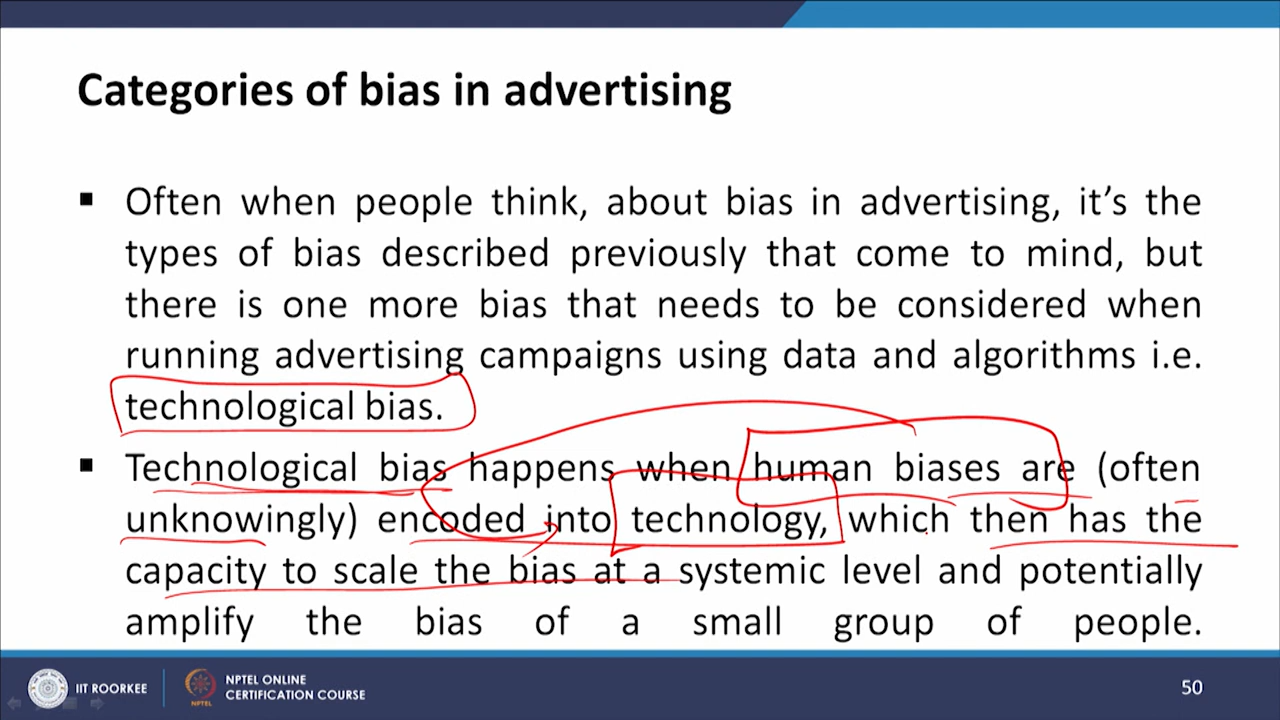 Categories of bias in advertising
▪ Often when people think, about bias in advertising, it's the
types of bias described previously that come to mind, but
there is one more bias that needs to be considered when
running advertising campaigns using data and algorithms i.e.
technological bias.
▪ Technological bias happens when human biases are (often
unknowingly) encoded into technology, which then has the
capacity to scale the bias at a systemic level and potentially
amplify the bias of a small group of people.
IIT ROORKEE
NPTEL
NPTEL ONLINE
CERTIFICATION COURSE
50